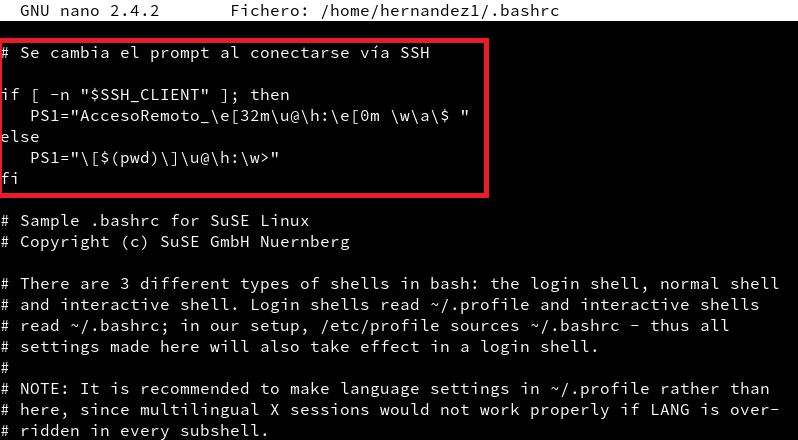 GNU nano 2.4.2 Fichero: /home/hernandez1/.bashrc
# Se cambia el prompt al conectarse vía SSH
if [ -n "$SSH_CLIENT" ]; then
PS1="AccesoRemoto_\e[32m\u@\h:\e[0m \w\a\$ "
else
PS1="\[$(pwd)\]\u@\h:\w>"
fi
# Sample .bashrc for SuSE Linux
# Copyright (c) SuSE GmbH Nuernberg
# There are 3 different types of shells in bash: the login shell, normal shell
# and interactive shell. Login shells read ~/.profile and interactive shells
# read ~/.bashrc; in our setup, /etc/profile sources ~/.bashrc - thus all
# settings made here will also take effect in a login shell.
#
# NOTE: It is recommended to make language settings in ~/.profile rather than
# here, since multilingual X sessions would not work properly if LANG is over-
# ridden in every subshell.